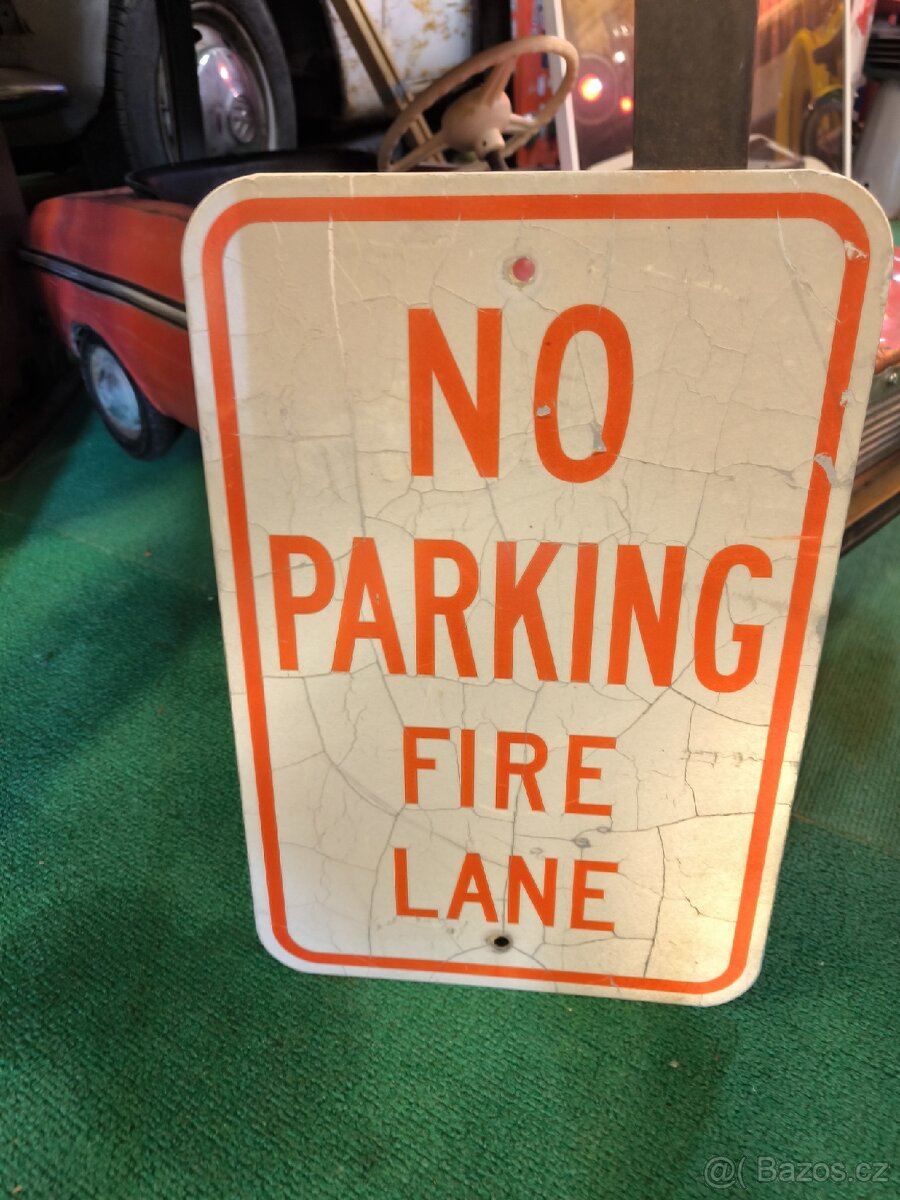 NO
PARKING
FIRE
LANE
@( Bazos.cz